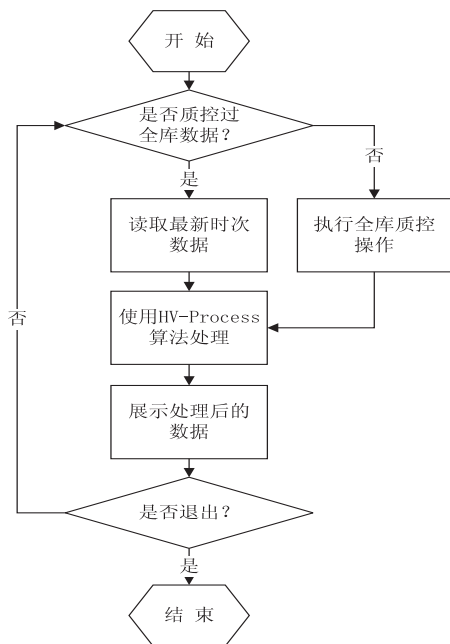 开 始
是否质控过
全库数据?
否
是
读取最新时次
数据
执行全库质控
操作
使用HV-Process
算法处理
否
展示处理后的
数据
是否退出?
是
结 束